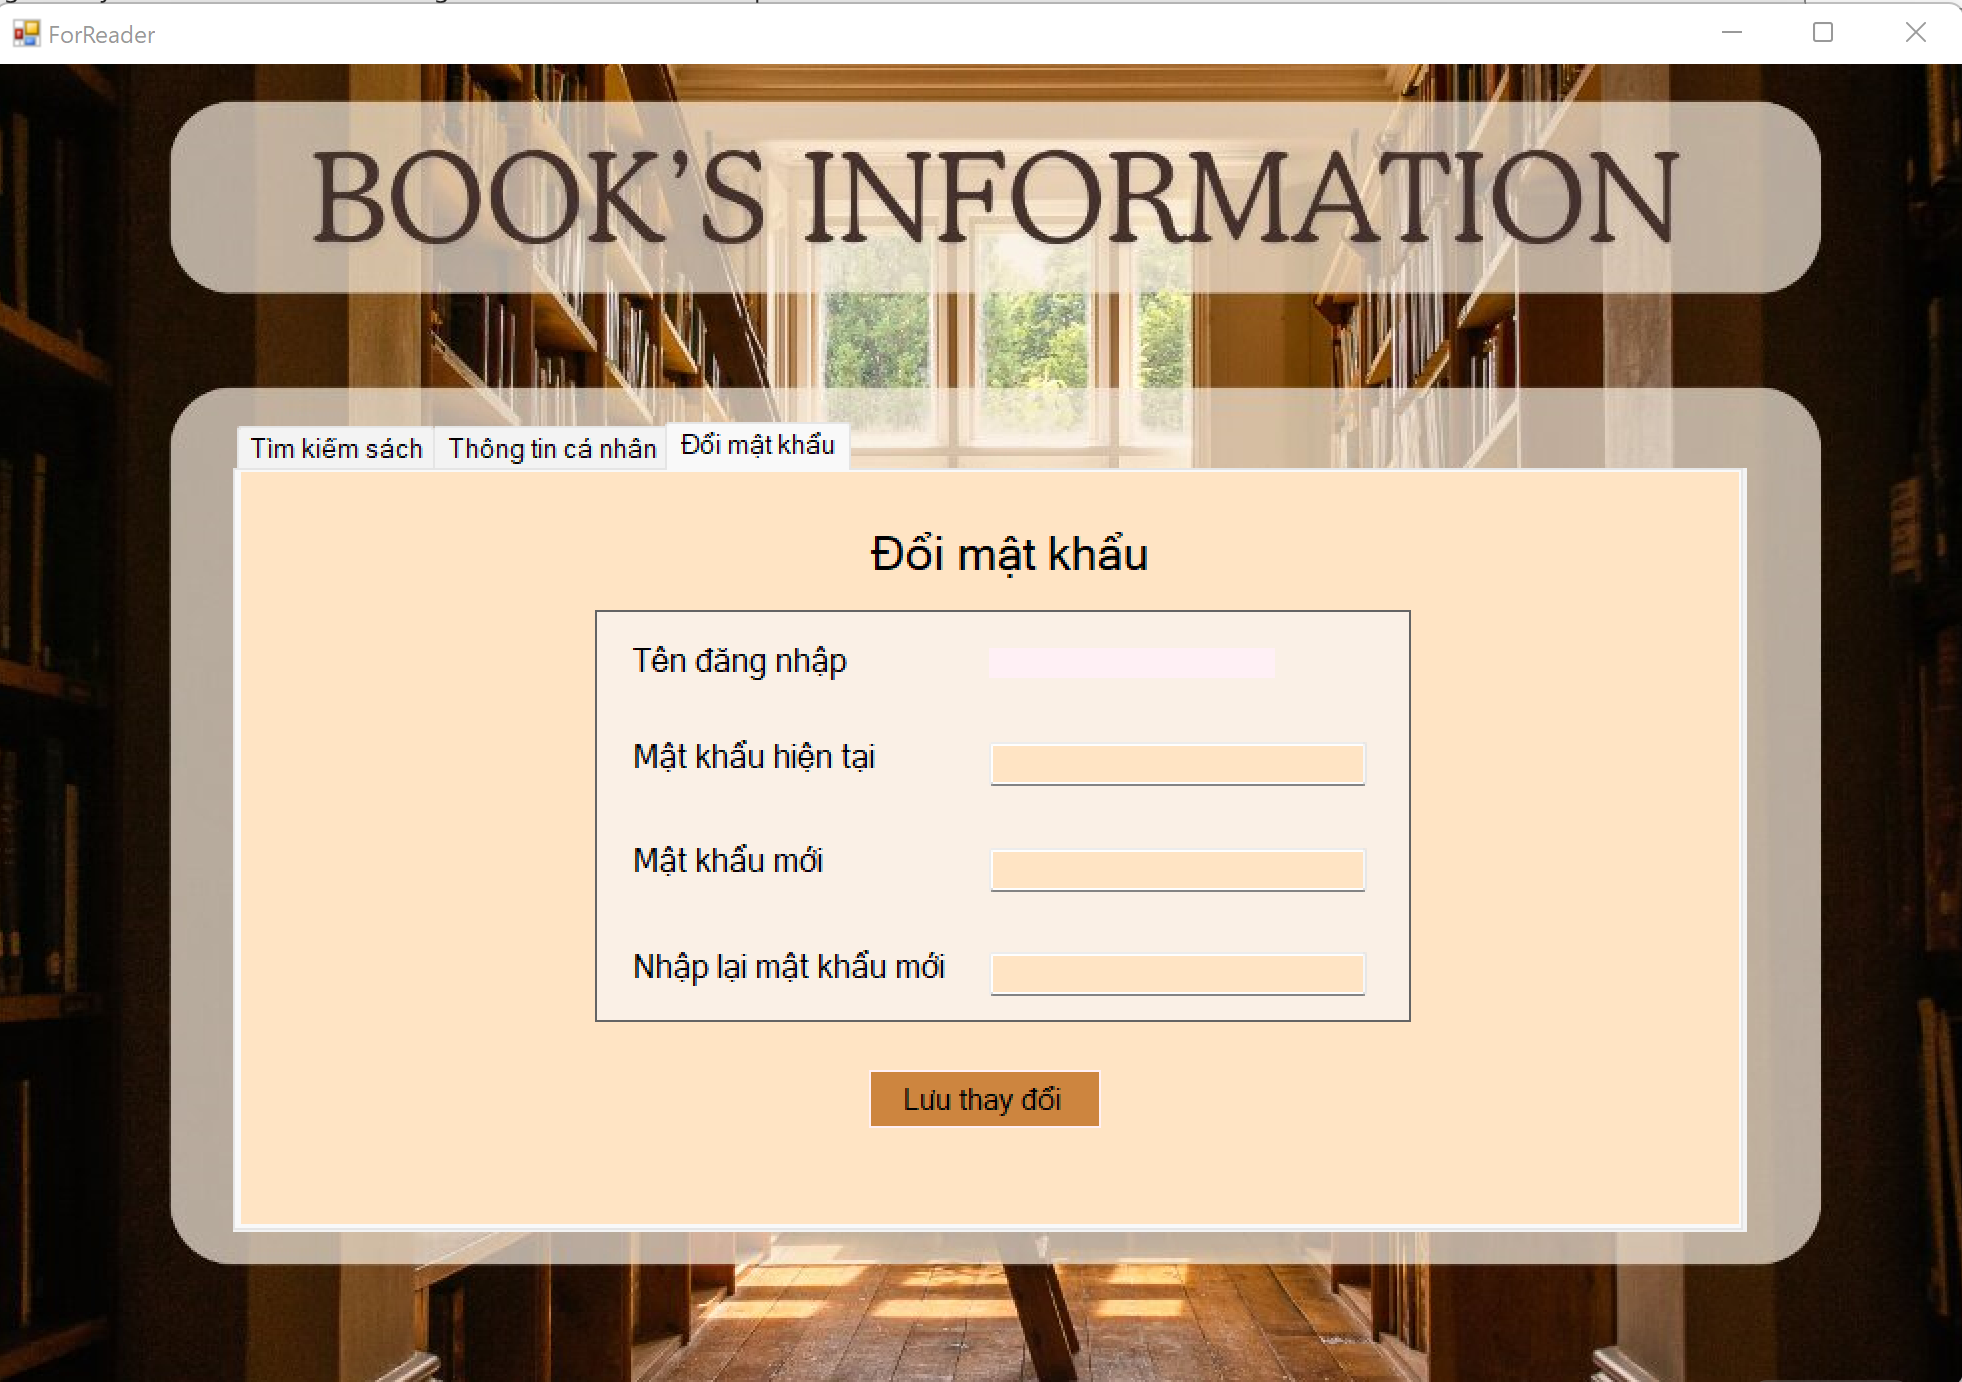 ForReader
BOOK'S INFORMATION
Tìm kiếm sách
Thông tin cá nhân
Đổi mật khẩu
Đổi mật khẩu
Tên đăng nhập
Mật khẩu hiện tại
Mật khẩu mới
Nhập lại mật khẩu mới
Lưu thay đổi